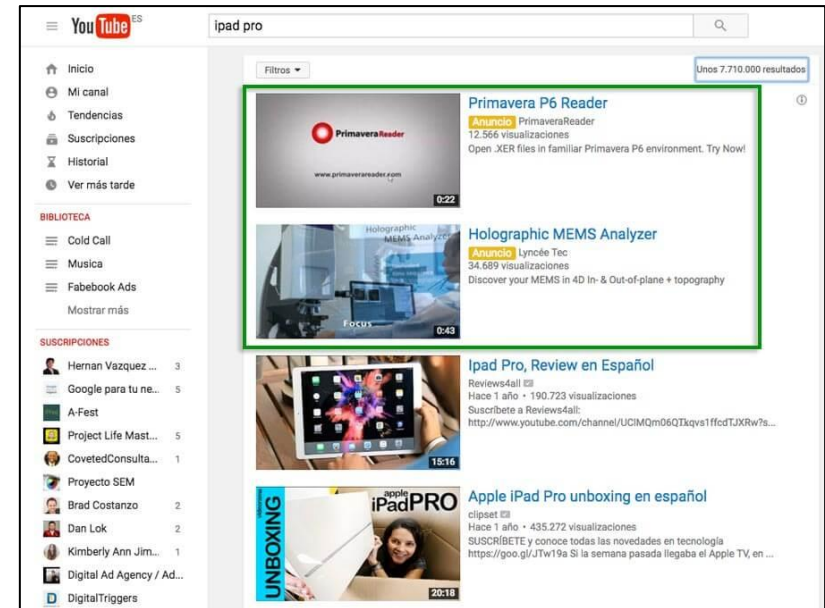 YouTube ES
ipad pro
Inicio
Mi canal
Tendencias
Suscripciones
Historial
Ver más tarde
BIBLIOTECA
Cold Call
Musica
Fabebook Ads
Mostrar más
SUSCRIPCIONES
Hernan Vazquez ... 3
Google para tu ne... 5
A-Fest
Project Life Mast... 5
CovetedConsulta... 1
Proyecto SEM
Brad Costanzo 2
Dan Lok 2
Kimberly Ann Jim... 1
Digital Ad Agency / Ad...
DigitalTriggers
Filtros
Unos 7.710.000 resultados
PrimaveraReader
www.primaverareader.com
0:22
Primavera P6 Reader
Anuncio PrimaveraReader
12.566 visualizaciones
Open .XER files in familiar Primavera P6 environment. Try Now!
Holographic
MEMS Analyzer
Focus
0:43
Holographic MEMS Analyzer
Anuncio Lyncée Tec
34.689 visualizaciones
Discover your MEMS in 4D In- & Out-of-plane + topography
15:16
Ipad Pro, Review en Español
Reviews4all
Hace 1 año • 190.723 visualizaciones
Suscríbete a Reviews4all:
http://www.youtube.com/channel/UClMQm06QTkqvs1ffcdTJXRw?s...
UNBOXING
apple
iPadPRO
20:18
Apple iPad Pro unboxing en español
clipset
Hace 1 año • 435.272 visualizaciones
SUSCRÍBETE y conoce todas las novedades en tecnología
https://goo.gl/JTw19a Si la semana pasada llegaba el Apple TV, en ...